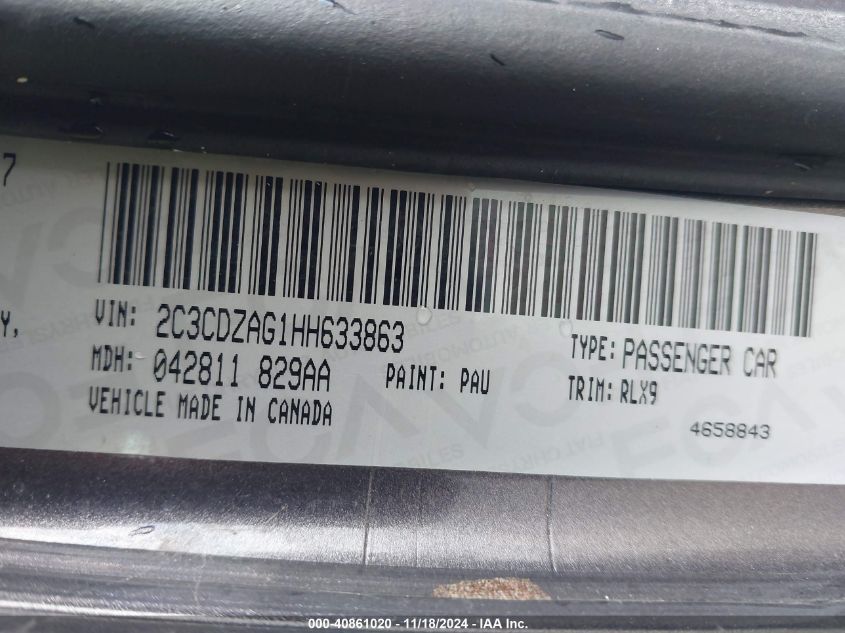 7
Y,
VIN: 2C3CDZAG1HH633863
TYPE: PASSENGER CAR
MDH: 042811 829AA
PAINT: PAU
TRIM: RLX9
VEHICLE MADE IN CANADA
4658843
000-40861020 - 11/18/2024 - IAA Inc.